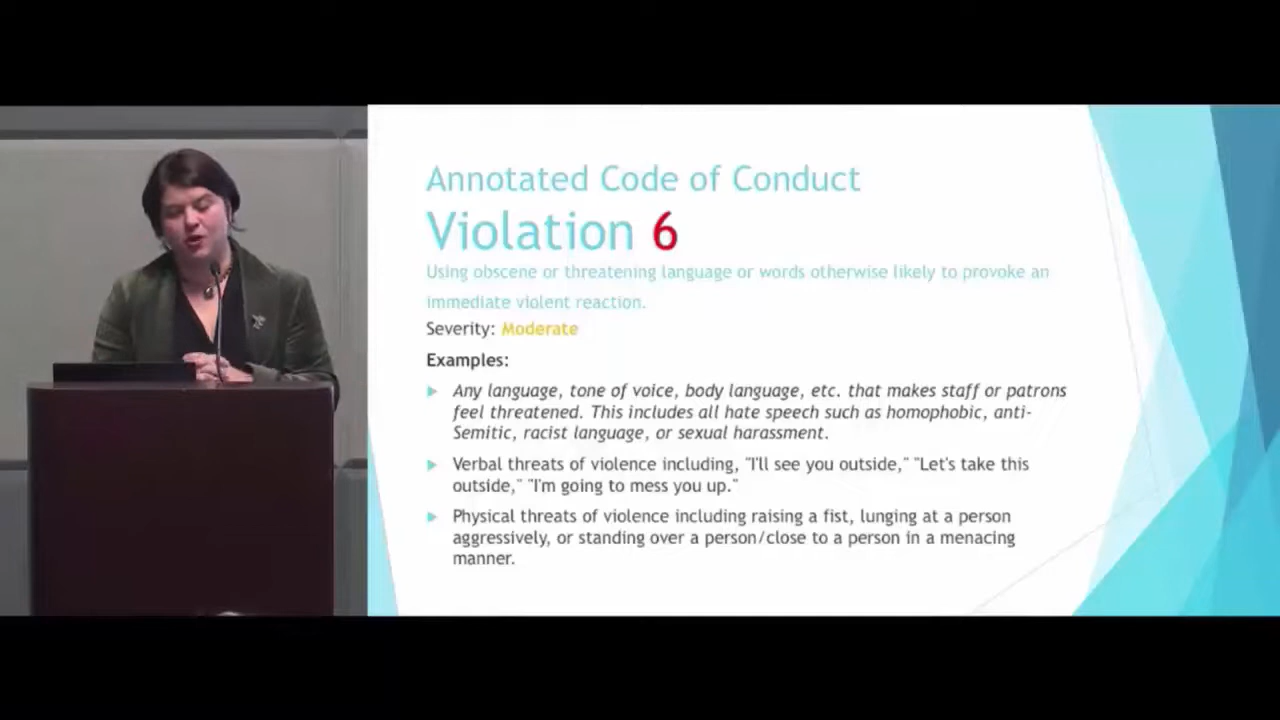 Annotated Code of Conduct
Violation 6
Using obscene or threatening language or words otherwise likely to provoke an
immediate violent reaction.
Severity: Moderate
Examples:
Any language, tone of voice, body language, etc. that makes staff or patrons
feel threatened. This includes all hate speech such as homophobic, anti-
Semitic, racist language, or sexual harassment.
Verbal threats of violence including, "I'll see you outside," "Let's take this
outside," "I'm going to mess you up."
Physical threats of violence including raising a fist, lunging at a person
aggressively, or standing over a person/close to a person in a menacing
manner.